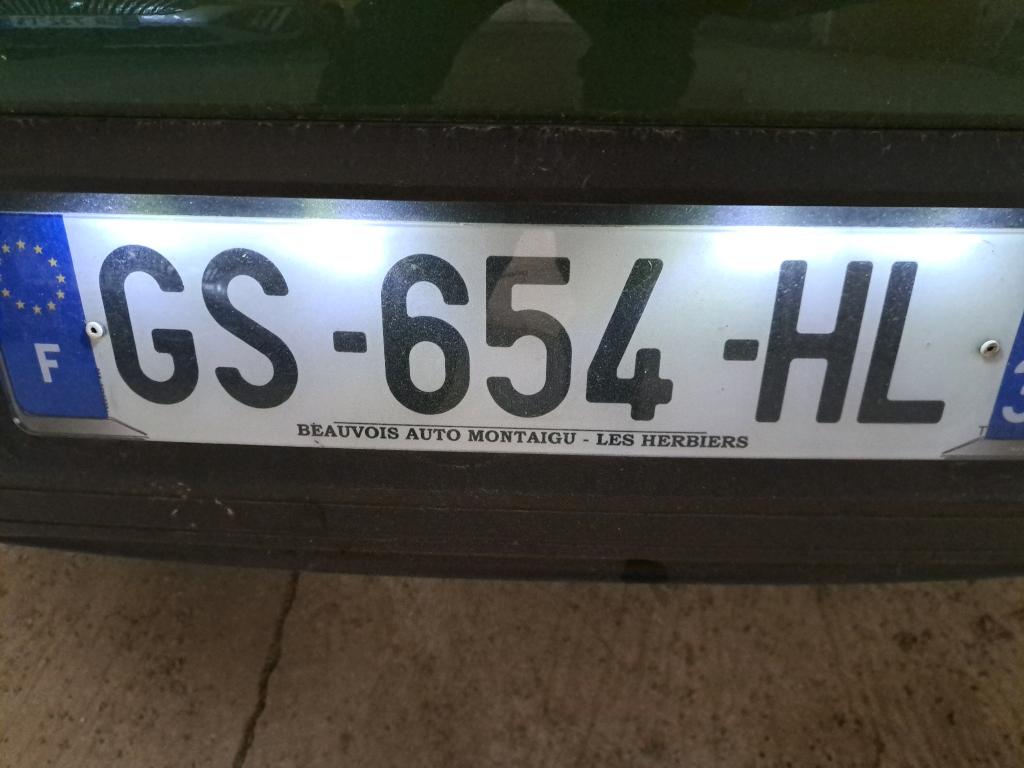 F
GS-654-HL
BEAUVOIS AUTO MONTAIGU - LES HERBIERS